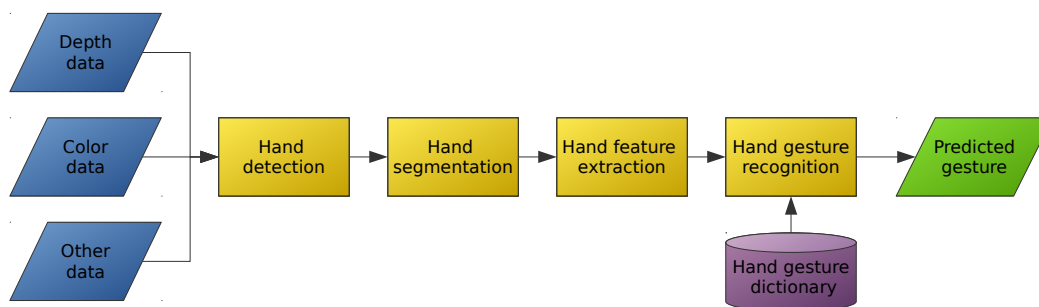 Depth
data
Color
data
Other
data
Hand
detection
Hand
segmentation
Hand feature
extraction
Hand gesture
recognition
Predicted
gesture
Hand gesture
dictionary